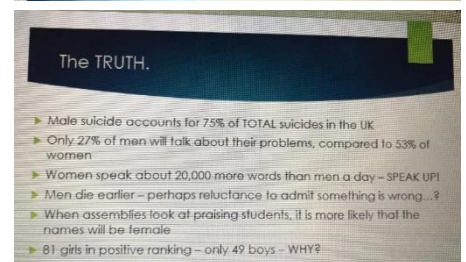 The TRUTH.
Male suicide accounts for 75% of TOTAL suicides in the UK
Only 27% of men will talk about their problems, compared to 53% of
women
Women speak about 20,000 more words than men a day – SPEAK UP!
Men die earlier – perhaps reluctance to admit something is wrong...?
When assemblies look at praising students, it is more likely that the
names will be female
81 girls in positive ranking – only 49 boys – WHY?